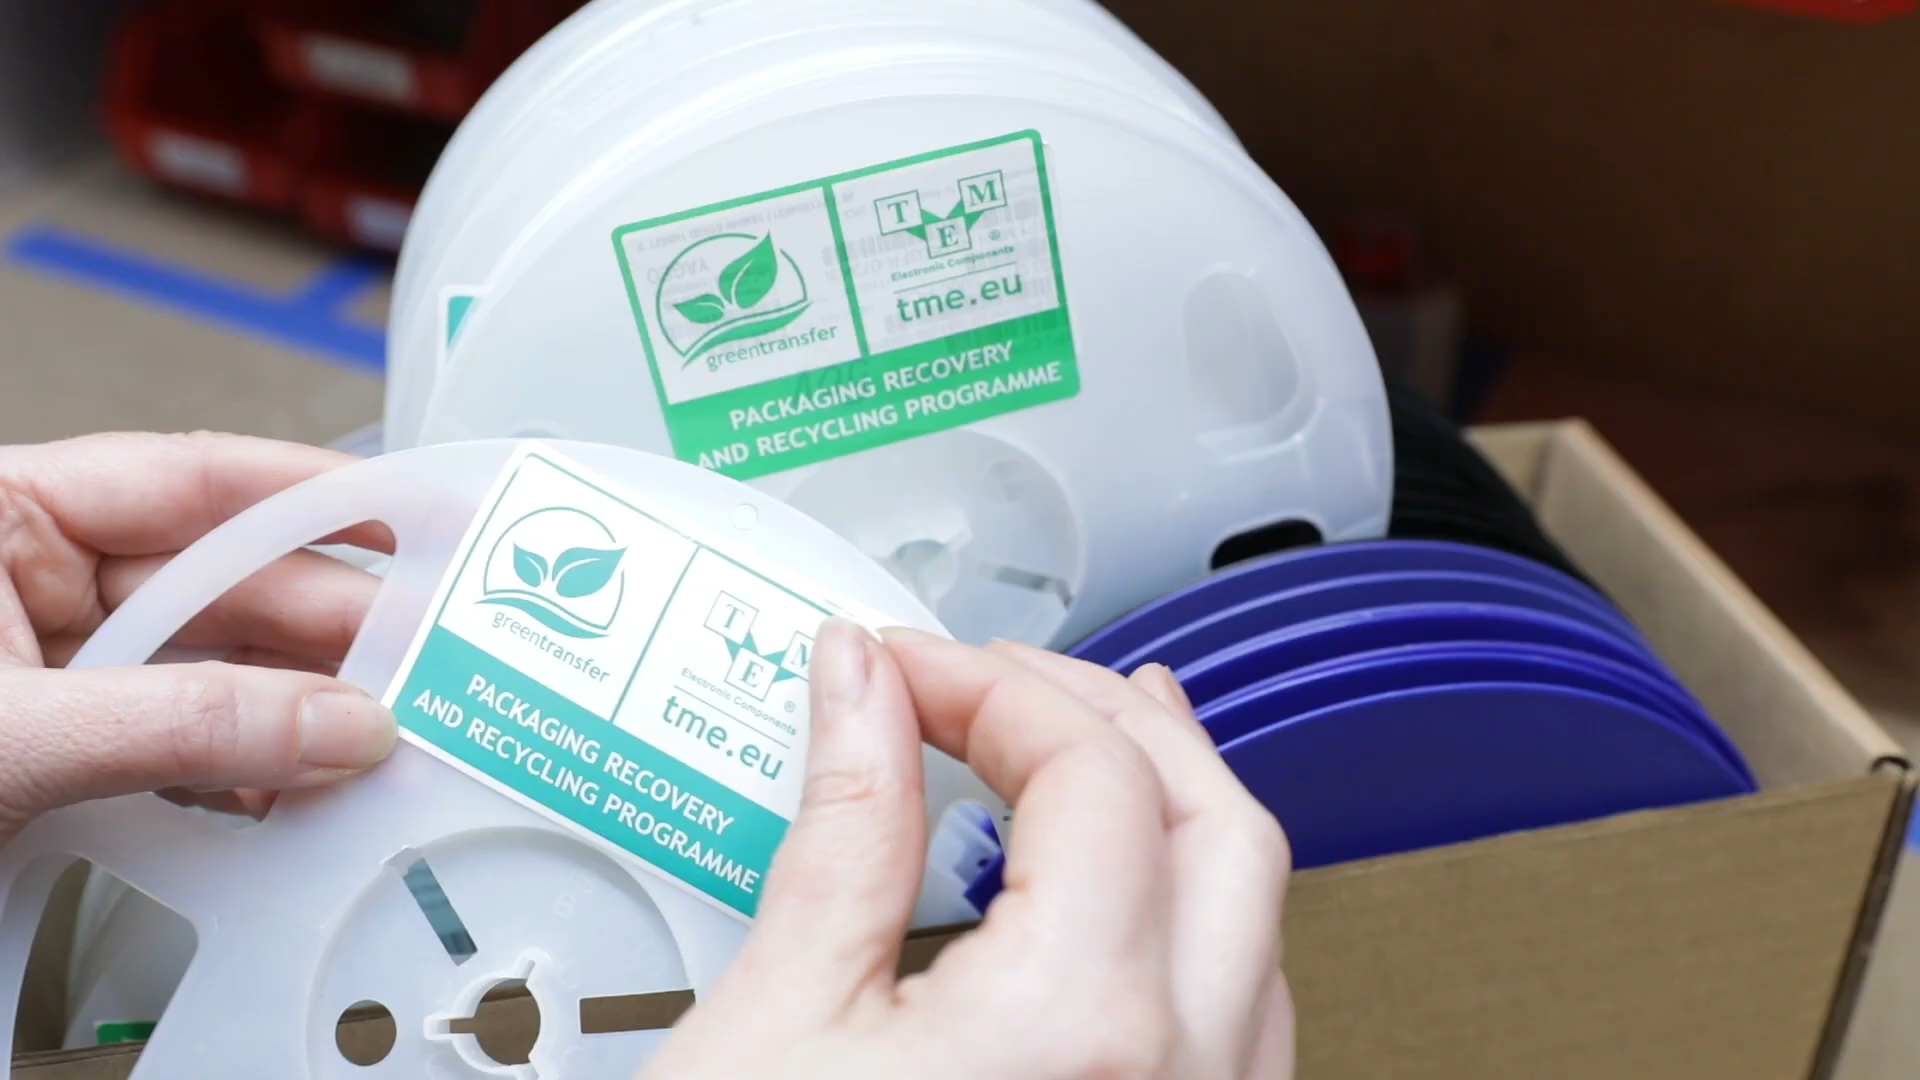 T M
E ®
Electronic Components
tme.eu
greentransfer
PACKAGING RECOVERY
AND RECYCLING PROGRAMME
greentransfer
T M
E ®
Electronic Components
tme.eu
PACKAGING RECOVERY
AND RECYCLING PROGRAMME